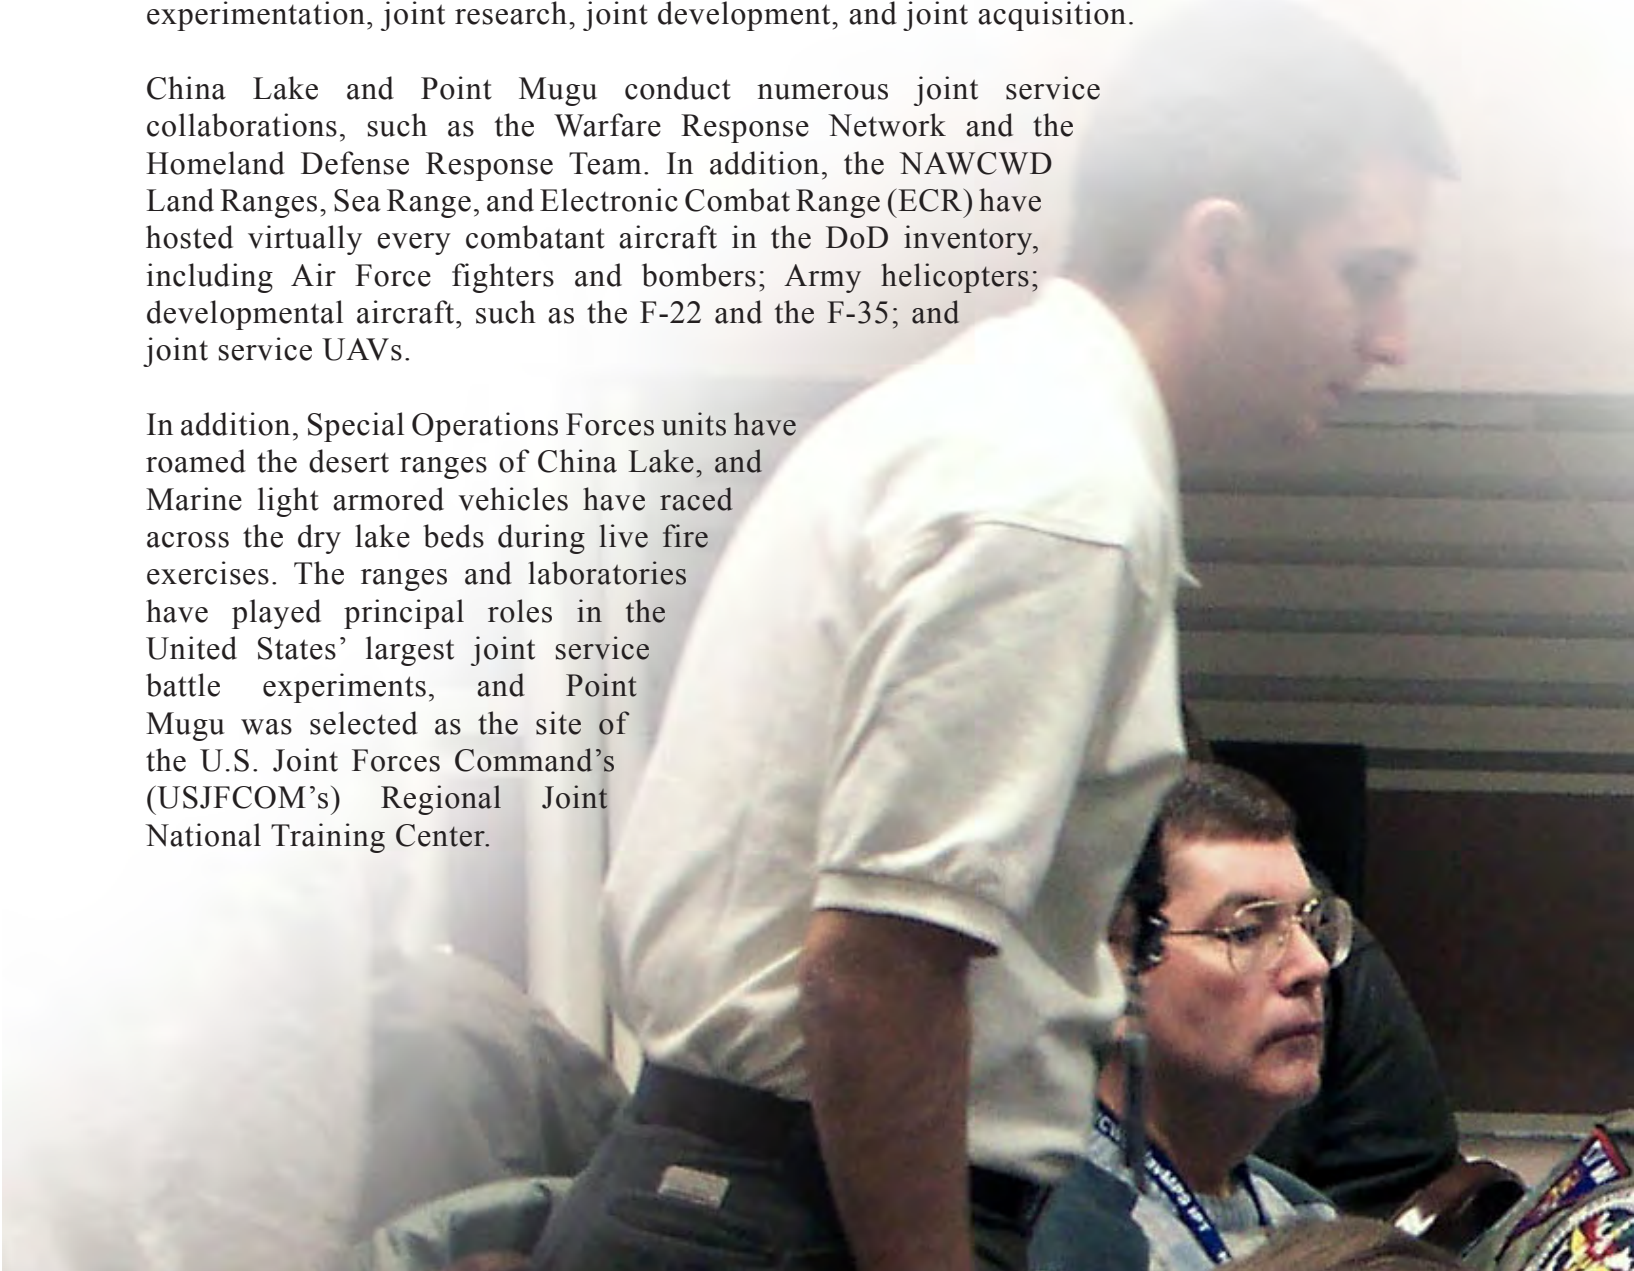 experimentation, joint research, joint development, and joint acquisition.
China Lake and Point Mugu conduct numerous joint service
collaborations, such as the Warfare Response Network and the
Homeland Defense Response Team. In addition, the NAWCWD
Land Ranges, Sea Range, and Electronic Combat Range (ECR) have
hosted virtually every combatant aircraft in the DoD inventory,
including Air Force fighters and bombers; Army helicopters;
developmental aircraft, such as the F-22 and the F-35; and
joint service UAVs.
In addition, Special Operations Forces units have
roamed the desert ranges of China Lake, and
Marine light armored vehicles have raced
across the dry lake beds during live fire
exercises. The ranges and laboratories
have played principal roles in the
United States’ largest joint service
battle experiments, and Point
Mugu was selected as the site of
the U.S. Joint Forces Command’s
(USJFCOM’s) Regional Joint
National Training Center.